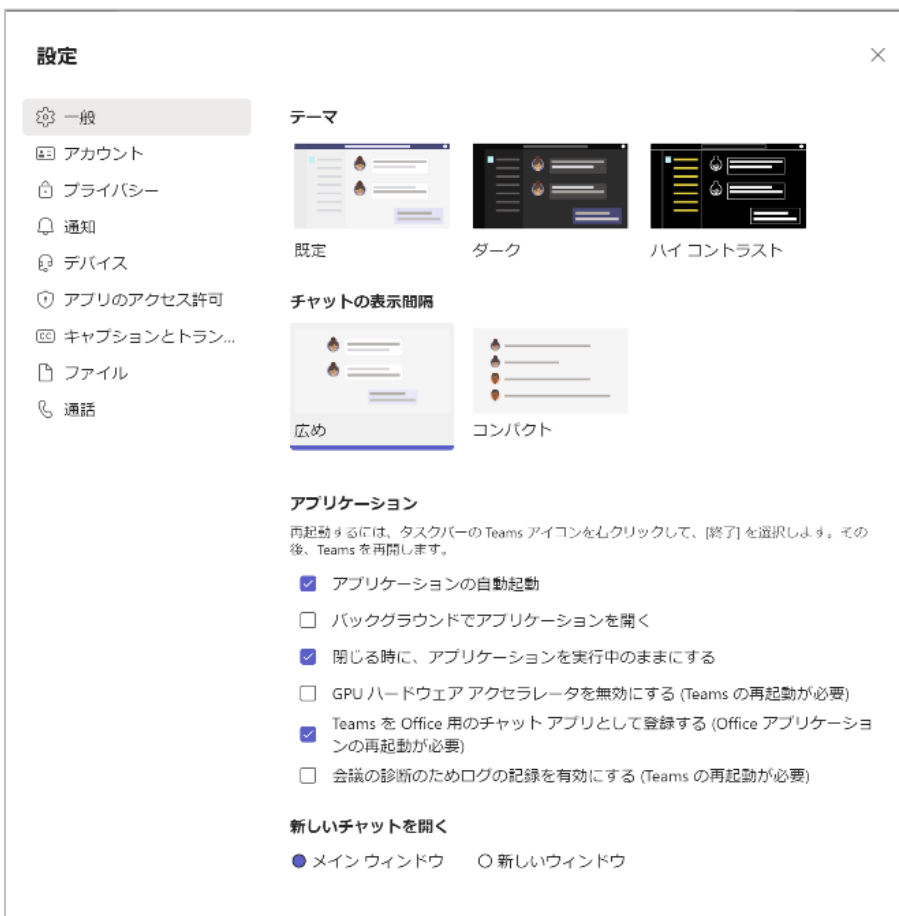 設定
一般
アカウント
プライバシー
通知
デバイス
アプリのアクセス許可
キャプションとトラン...
ファイル
通話
テーマ
既定
ダーク
ハイ コントラスト
チャットの表示間隔
広め
コンパクト
アプリケーション
再起動するには、タスクバーの Teams アイコンを右クリックして、[終了] を選択します。その
後、Teams を再開します。
アプリケーションの自動起動
バックグラウンドでアプリケーションを開く
閉じる時に、アプリケーションを実行中のままにする
GPU ハードウェア アクセラレータを無効にする (Teams の再起動が必要)
Teams を Office 用のチャット アプリとして登録する (Office アプリケーショ
ンの再起動が必要)
会議の診断のためログの記録を有効にする (Teams の再起動が必要)
新しいチャットを開く
メイン ウィンドウ
新しいウィンドウ